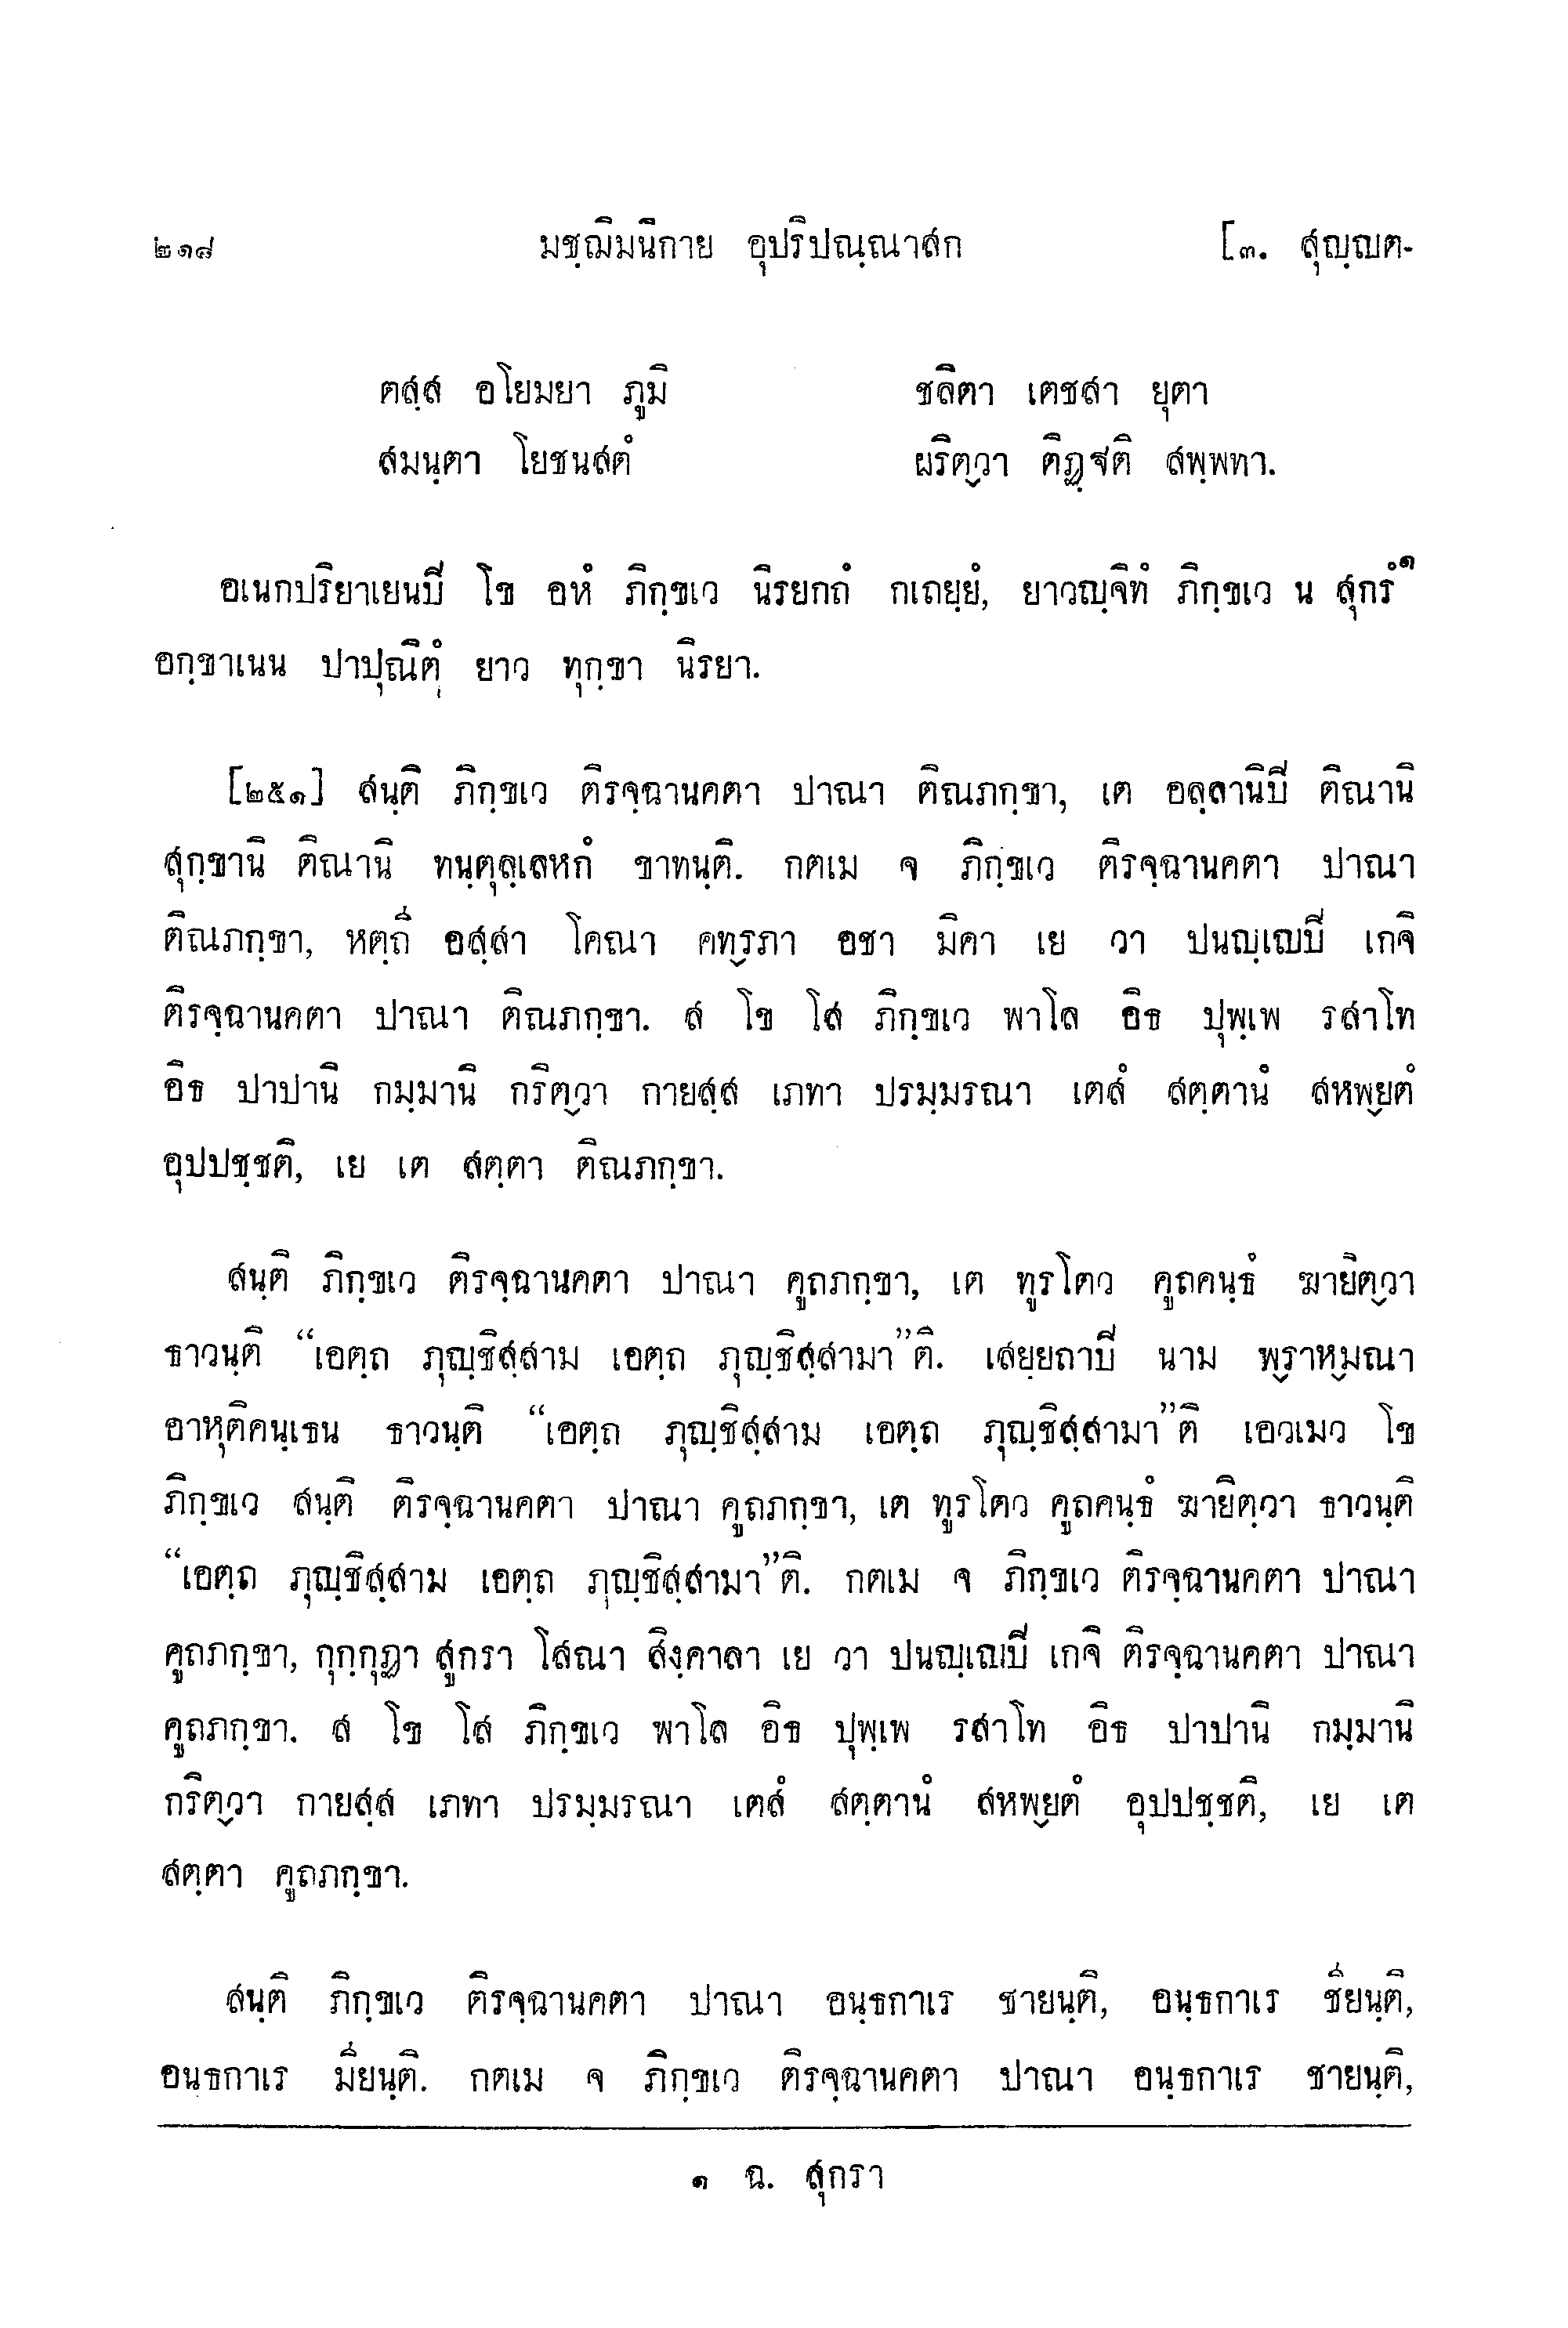 ๒๑๘ มชฺฌิมนิกาย อุปริปณฺณาสก [๓. สุญฺญต-
ตสฺส อโยมยา ภูมิ ชลิตา เตชสา ยุตา
สมนฺตา โยชนสตํ ผริตฺวา ติฏฺฐติ สพฺพทา.
อเนกปริยาเยนปิ โข อหํ ภิกฺขเว นิรยกถํ กเถยฺยํ, ยาวญฺจิทํ ภิกฺขเว น สุกรํ๑
อกฺขาเนน ปาปุณิตุํ ยาว ทุกฺขา นิรยา.
[๒๕๑] สนฺติ ภิกฺขเว ติรจฺฉานคตา ปาณา ติณภกฺขา, เต อลฺลานิปิ ติณานิ
สุกฺขานิ ติณานิ ทนฺตุลฺเลหกํ ขาทนฺติ. กตเม จ ภิกฺขเว ติรจฺฉานคตา ปาณา
ติณภกฺขา, หตฺถี อสฺสา โคณา คทฺรภา อชา มิคา เย วา ปนญฺเญปิ เกจิ
ติรจฺฉานคตา ปาณา ติณภกฺขา. ส โข โส ภิกฺขเว พาโล อิธ ปุพฺเพ รสาโท
อิธ ปาปานิ กมฺมานิ กริตฺวา กายสฺส เภทา ปรมฺมรณา เตสํ สตฺตานํ สหพฺยตํ
อุปปชฺชติ, เย เต สตฺตา ติณภกฺขา.
สนฺติ ภิกฺขเว ติรจฺฉานคตา ปาณา คูถภกฺขา, เต ทูรโตว คูถคนฺธํ ฆายิตฺวา
ธาวนฺติ “เอตฺถ ภุญฺชิสฺสาม เอตฺถ ภุญฺชิสฺสามา”ติ. เสยฺยถาปิ นาม พฺราหฺมณา
อาหุติคนฺเธน ธาวนฺติ “เอตฺถ ภุญฺชิสฺสาม เอตฺถ ภุญฺชิสฺสามา”ติ เอวเมว โข
ภิกฺขเว สนฺติ ติรจฺฉานคตา ปาณา คูถภกฺขา, เต ทูรโตว คูถคนฺธํ ฆายิตฺวา ธาวนฺติ
“เอตฺถ ภุญฺชิสฺสาม เอตฺถ ภุญฺชิสฺสามา”ติ. กตเม จ ภิกฺขเว ติรจฺฉานคตา ปาณา
คูถภกฺขา, กุกฺกุฏา สูกรา โสณา สิงฺคาลา เย วา ปนญฺเญปิ เกจิ ติรจฺฉานคตา ปาณา
คูถภกฺขา. ส โข โส ภิกฺขเว พาโล อิธ ปุพฺเพ รสาโท อิธ ปาปานิ กมฺมานิ
กริตฺวา กายสฺส เภทา ปรมฺมรณา เตสํ สตฺตานํ สหพฺยตํ อุปปชฺชติ, เย เต
สตฺตา คูถภกฺขา.
สนฺติ ภิกฺขเว ติรจฺฉานคตา ปาณา อนฺธกาเร ชายนฺติ, อนฺธกาเร ชียนฺติ,
อนฺธกาเร มียนฺติ. กตเม จ ภิกฺขเว ติรจฺฉานคตา ปาณา อนฺธกาเร ชายนฺติ,
๑ ฉ. สุกรา